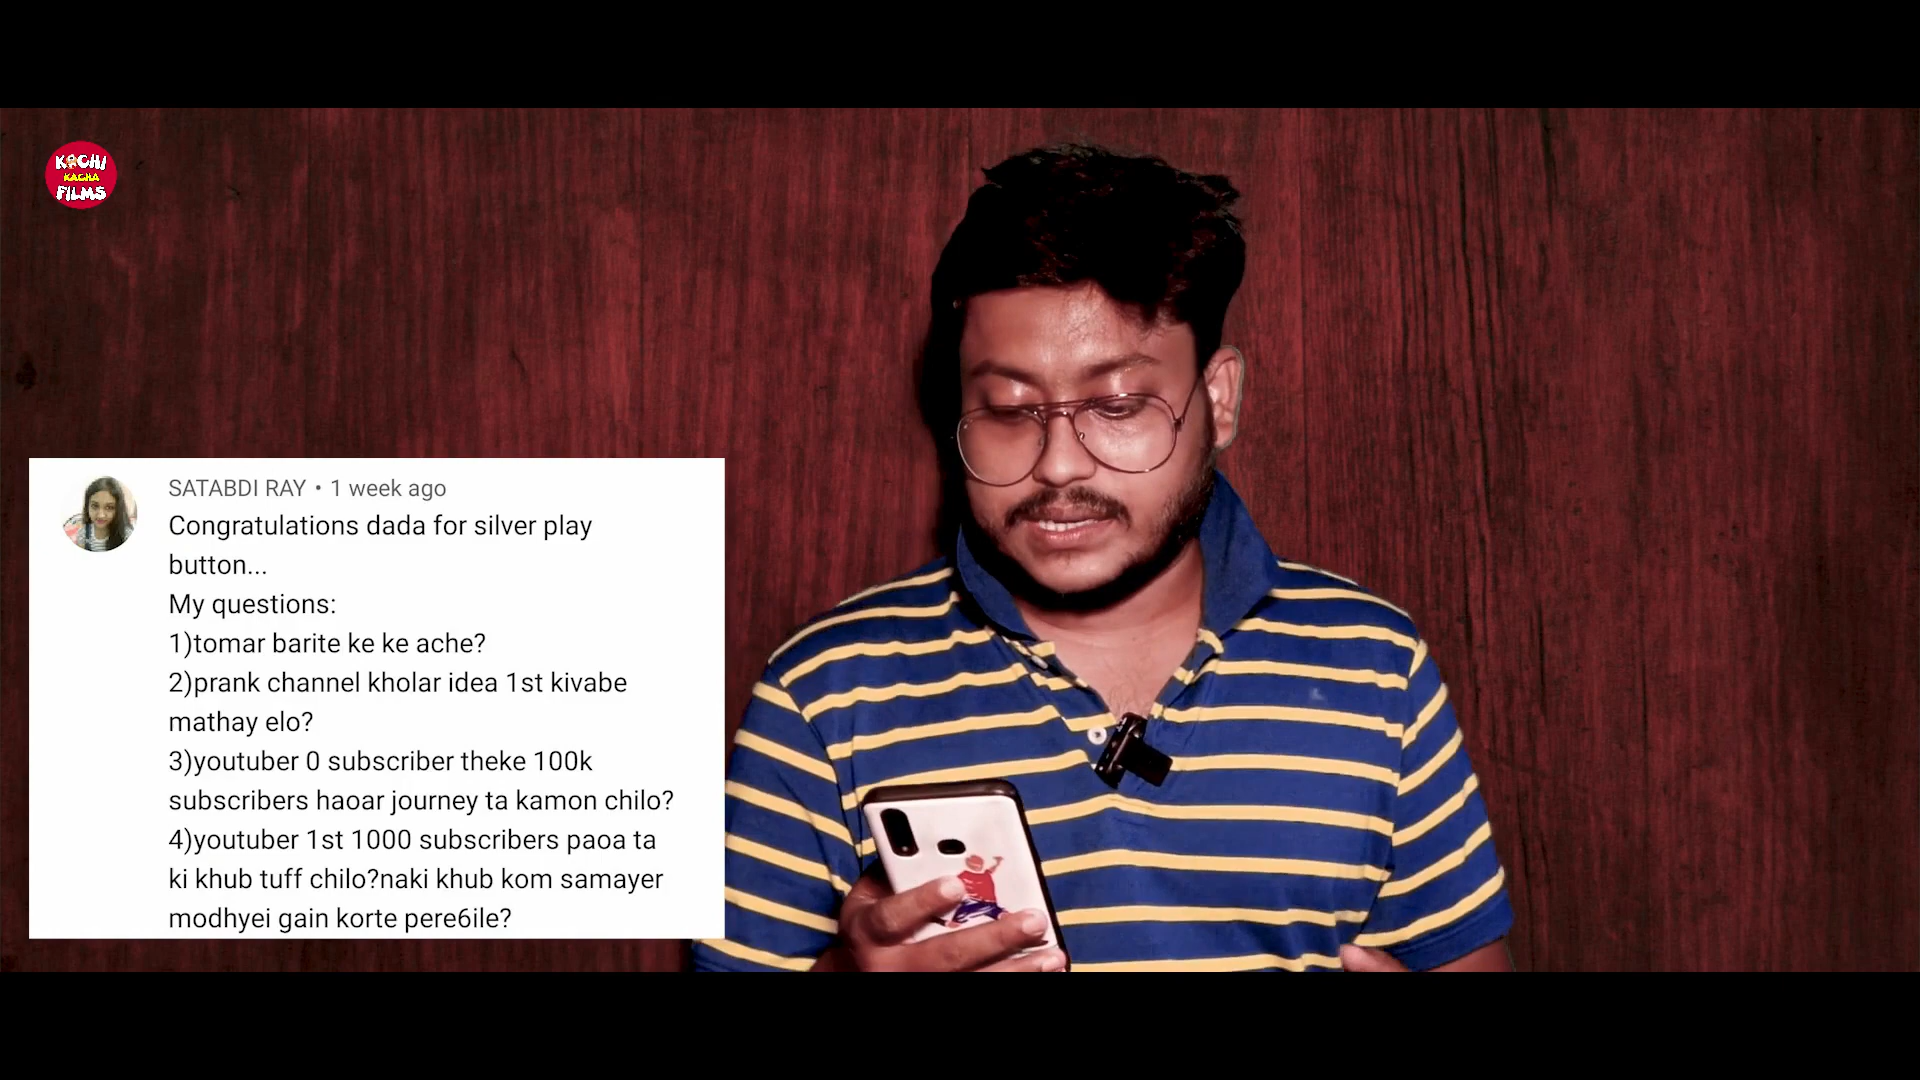 KACHI
KACHA
FILMS
SATABDI RAY • 1 week ago
Congratulations dada for silver play
button...
My questions:
1)tomar barite ke ke ache?
2)prank channel kholar idea 1st kivabe
mathay elo?
3)youtuber 0 subscriber theke 100k
subscribers haoar journey ta kamon chilo?
4)youtuber 1st 1000 subscribers paoa ta
ki khub tuff chilo?naki khub kom samayer
modhyei gain korte pere6ile?